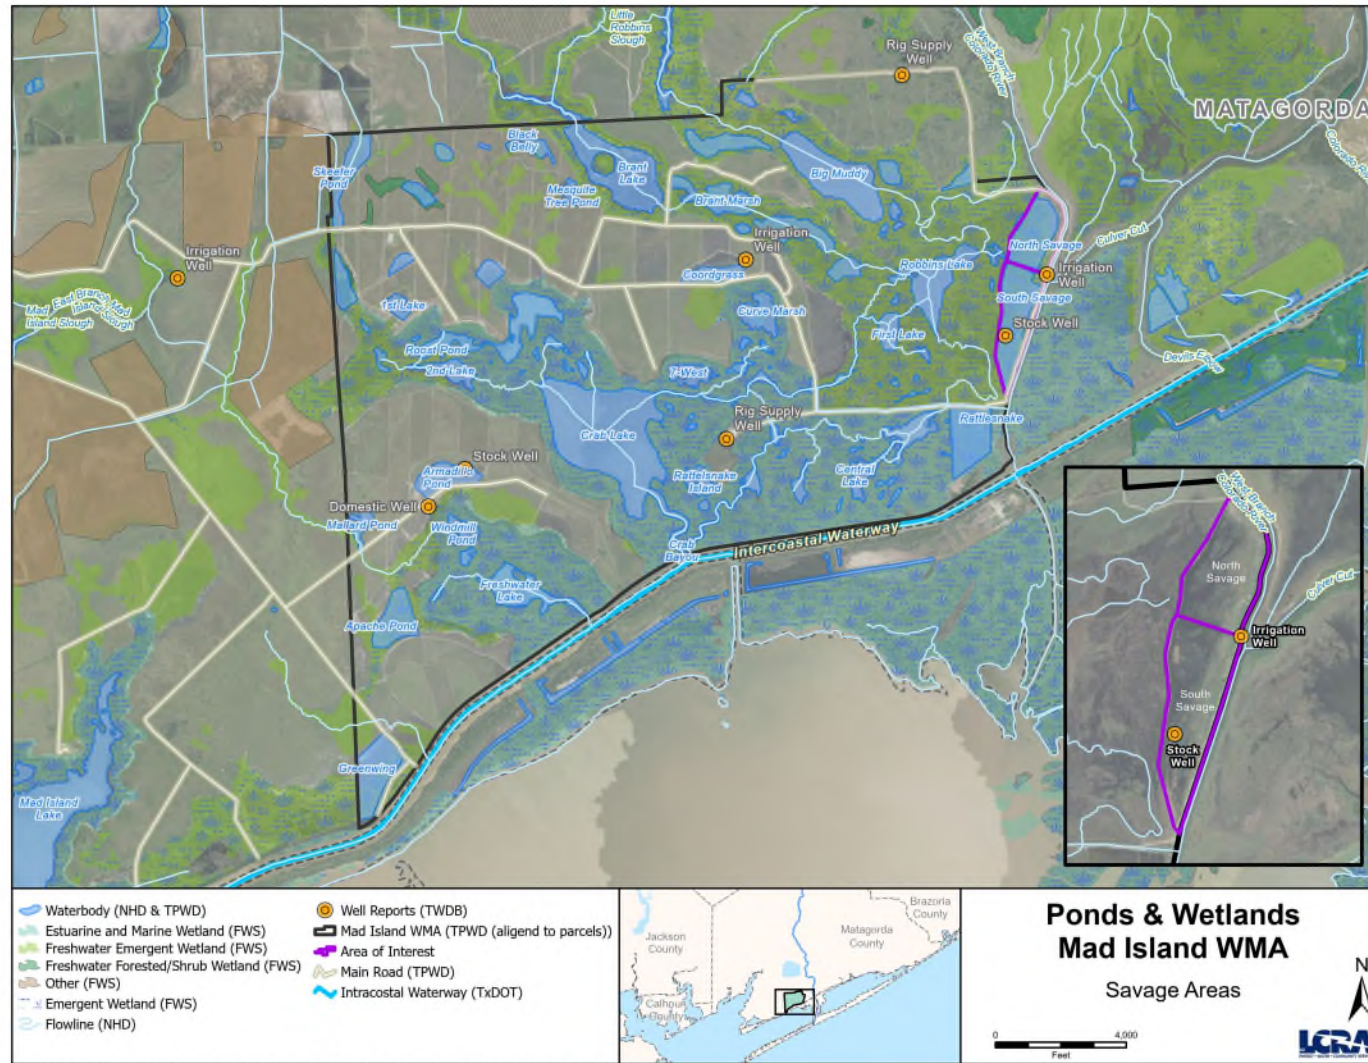 Little
Robbins
Slough
Rig Supply
Well
West Branch
Colorado River
MATAGORDA
Black
Belly
Skeeter
Pond
Brant
Lake
Big Muddy
Mesquite
Tree Pond
Brant Marsh
Irrigation
Well
Irrigation
Well
North Savage
Culver Cut
Coordgrass
Robbins Lake
Irrigation
Well
Mad
Island Slough
East Branch Mad
Island Slough
1st Lake
South Savage
Curve Marsh
Stock Well
First Lake
Roost Pond
2nd Lake
7-West
Devils Elbow
Rig Supply
Well
Rattlesnake
Crab Lake
Stock Well
Armadillo
Pond
Rattelsnake
Island
Central
Lake
Domestic Well
Mallard Pond
Windmill
Pond
Intercoastal Waterway
Crab
Bayou
Freshwater
Lake
Apache Pond
Greenwing
Mad Island
Lake
West Branch
Colorado River
North
Savage
Culver Cut
Irrigation
Well
South
Savage
Stock
Well
Waterbody (NHD & TPWD)
Estuarine and Marine Wetland (FWS)
Freshwater Emergent Wetland (FWS)
Freshwater Forested/Shrub Wetland (FWS)
Other (FWS)
Emergent Wetland (FWS)
Flowline (NHD)
Well Reports (TWDB)
Mad Island WMA (TPWD (aligend to parcels))
Area of Interest
Main Road (TPWD)
Intracostal Waterway (TxDOT)
Brazoria
County
Jackson
County
Matagorda
County
Calhoun
County
Ponds & Wetlands
Mad Island WMA
Savage Areas
0 4,000
Feet
N
LCRA